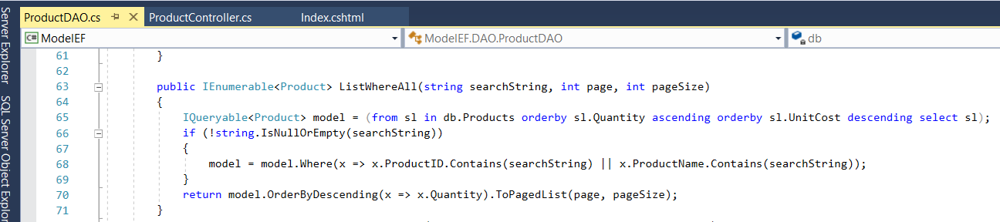 ProductDAO.cs ProductController.cs Index.cshtml
C# ModelEF ModelEF.DAO.ProductDAO db
Server Explorer
SQL Server Object Explor
61 }
62
63 public IEnumerable<Product> ListWhereAll(string searchString, int page, int pageSize)
64 {
65 IQueryable<Product> model = (from sl in db.Products orderby sl.Quantity ascending orderby sl.UnitCost descending select sl);
66 if (!string.IsNullOrEmpty(searchString))
67 {
68 model = model.Where(x => x.ProductID.Contains(searchString) || x.ProductName.Contains(searchString));
69 }
70 return model.OrderByDescending(x => x.Quantity).ToPagedList(page, pageSize);
71 }